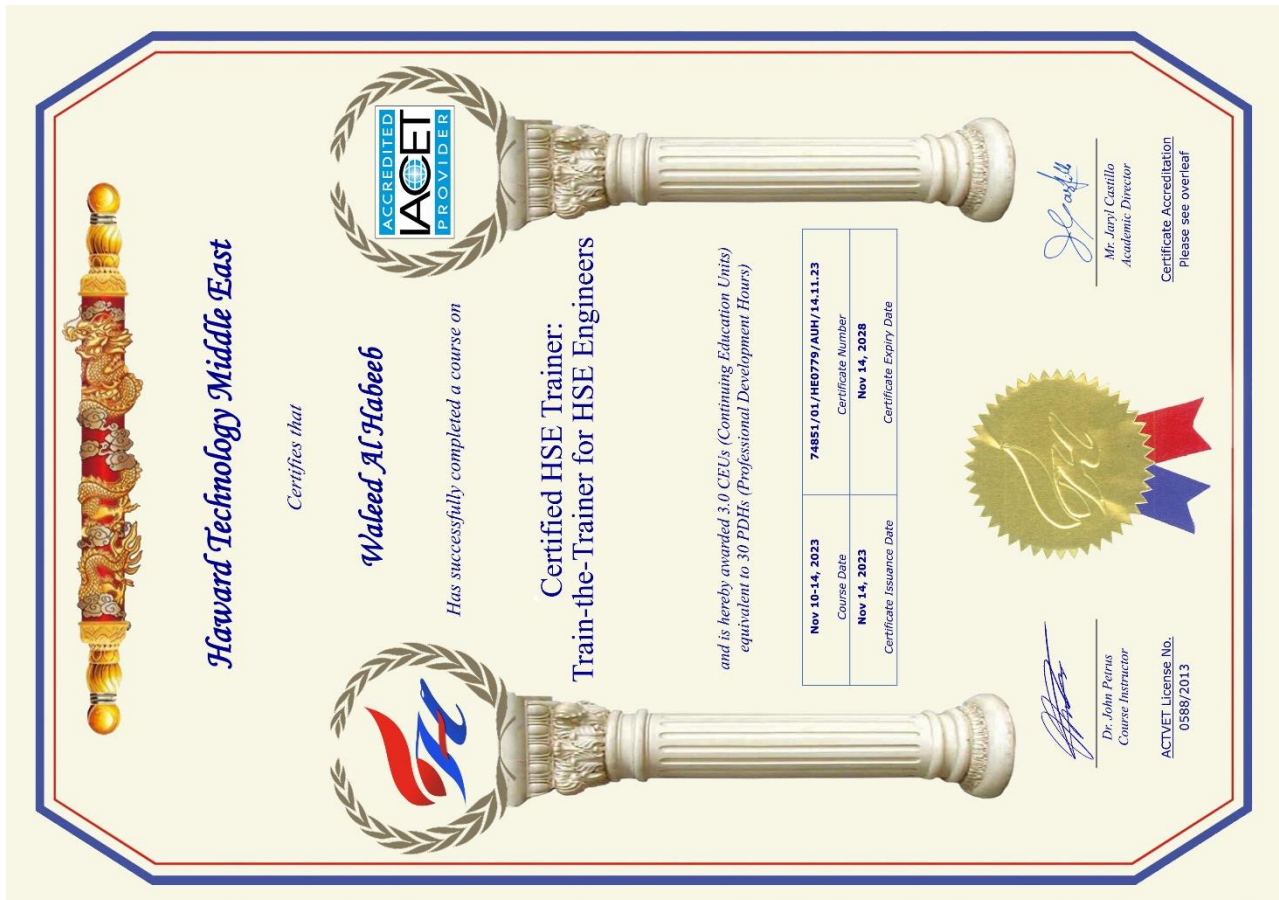 Haward Technology Middle East
Certifies that
Waleed Al Habeeb
ACCREDITED
IACET
PROVIDER
Has successfully completed a course on
Certified HSE Trainer:
Train-the-Trainer for HSE Engineers
and is hereby awarded 3.0 CEUs (Continuing Education Units)
equivalent to 30 PDHs (Professional Development Hours)
Nov 10-14, 2023
Course Date
74851/01/HE0779/AUH/14.11.23
Certificate Number
Nov 14, 2023
Certificate Issuance Date
Nov 14, 2028
Certificate Expiry Date
Dr. John Petrus
Course Instructor
ACTVET License No.
0588/2013
Mr. Jaryl Castillo
Academic Director
Certificate Accreditation
Please see overleaf